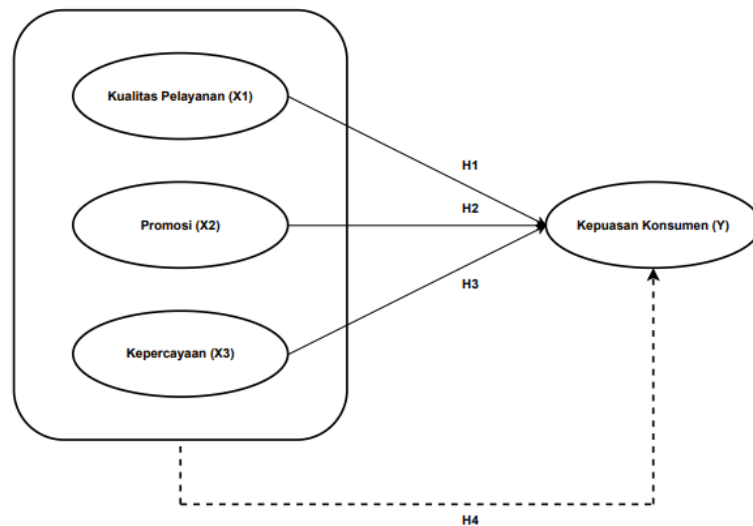 Kualitas Pelayanan (X1)
H1
H2
Promosi (X2)
Kepuasan Konsumen (Y)
H3
Kepercayaan (X3)
H4